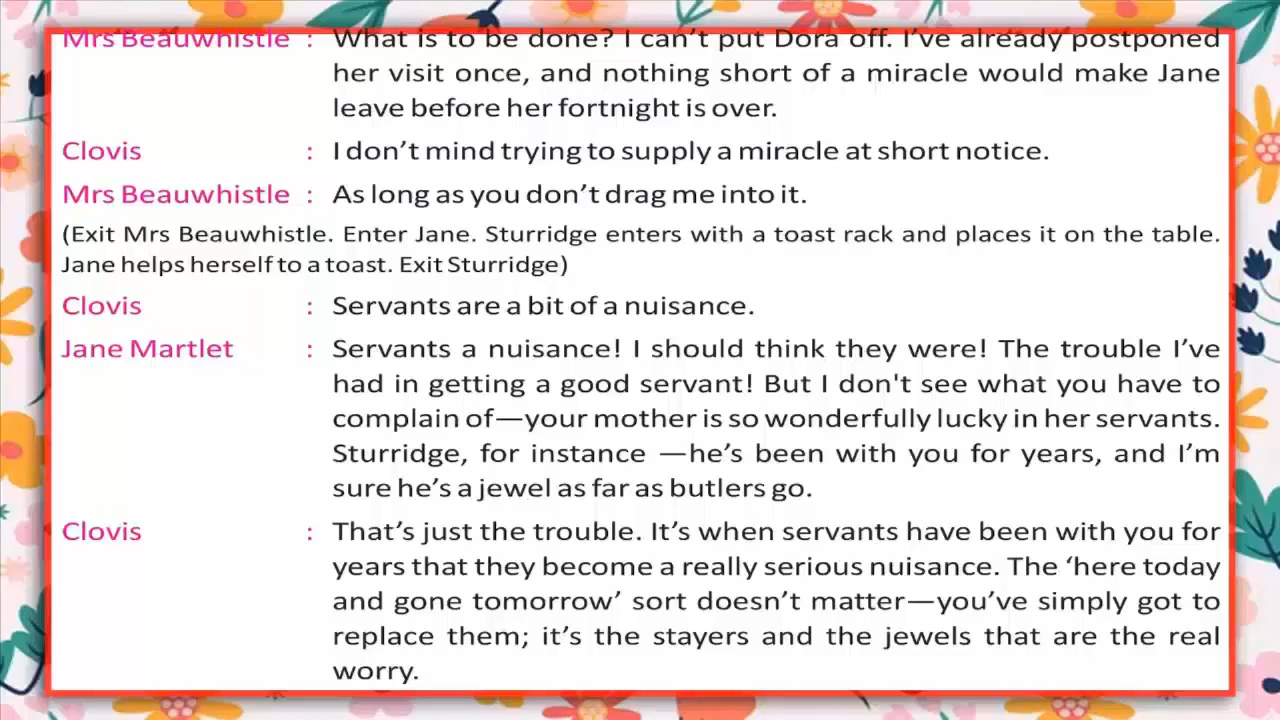 Mrs Beauwhistle : What is to be done? I can't put Dora off. I've already postponed
her visit once, and nothing short of a miracle would make Jane
leave before her fortnight is over.
Clovis : I don't mind trying to supply a miracle at short notice.
Mrs Beauwhistle : As long as you don't drag me into it.
(Exit Mrs Beauwhistle. Enter Jane. Sturridge enters with a toast rack and places it on the table.
Jane helps herself to a toast. Exit Sturridge)
Clovis : Servants are a bit of a nuisance.
Jane Martlet : Servants a nuisance! I should think they were! The trouble I've
had in getting a good servant! But I don't see what you have to
complain of—your mother is so wonderfully lucky in her servants.
Sturridge, for instance —he's been with you for years, and I'm
sure he's a jewel as far as butlers go.
Clovis : That's just the trouble. It's when servants have been with you for
years that they become a really serious nuisance. The 'here today
and gone tomorrow' sort doesn't matter—you've simply got to
replace them; it's the stayers and the jewels that are the real
worry.